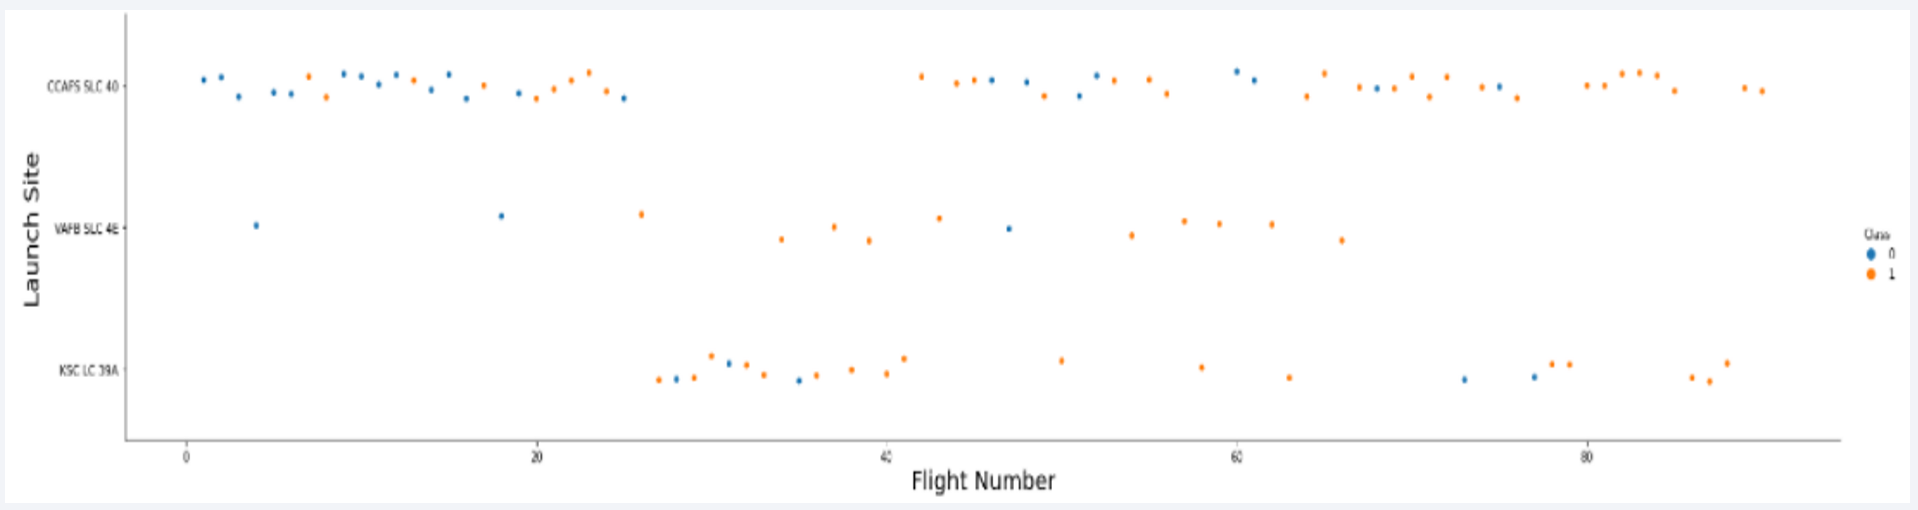 CCAFS SLC 40
VAFB SLC 4E
KSC LC 39A
Launch Site
0 20 40 60 80
Flight Number
Class
0
1